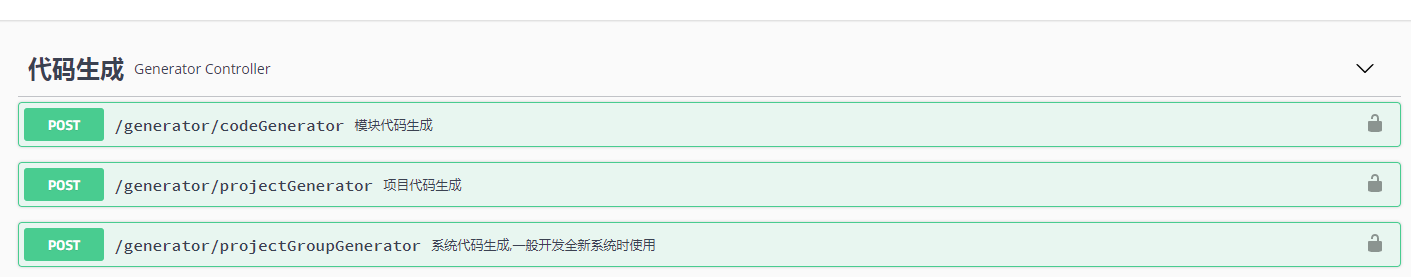 代码生成 Generator Controller
POST /generator/codeGenerator 模块代码生成
POST /generator/projectGenerator 项目代码生成
POST /generator/projectGroupGenerator 系统代码生成,一般开发全新系统时使用